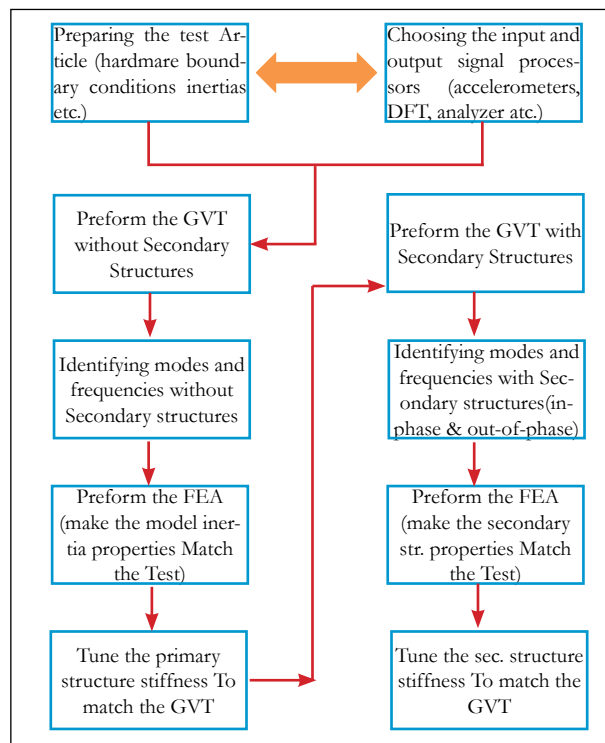 Preparing the test
Article (hardmare bound-
ary conditions inertias
etc.)
Choosing the input and
output signal proces-
sors (accelerometers,
DFT, analyzer atc.)
Preform the GVT
without Secondary
Structures
Identifying modes and
frequencies without
Secondary structures
Preform the FEA
(make the model iner-
tia properties Match
the Test)
Tune the primary
structure stiffness To
match the GVT
Preform the GVT with
Secondary Structures
Identifying modes and
frequencies with Sec-
ondary structures(in-
phase & out-of-phase)
Preform the FEA
(make the secondary
str. properties Match
the Test)
Tune the sec. structure
stiffness To match the
GVT